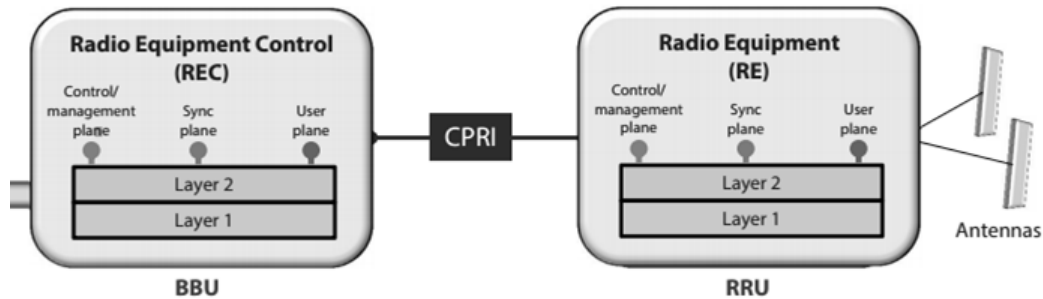 Radio Equipment Control
(REC)
Control/
management
plane
Sync
plane
User
plane
Layer 2
Layer 1
BBU
CPRI
Radio Equipment
(RE)
Control/
management
plane
Sync
plane
User
plane
Layer 2
Layer 1
RRU
Antennas